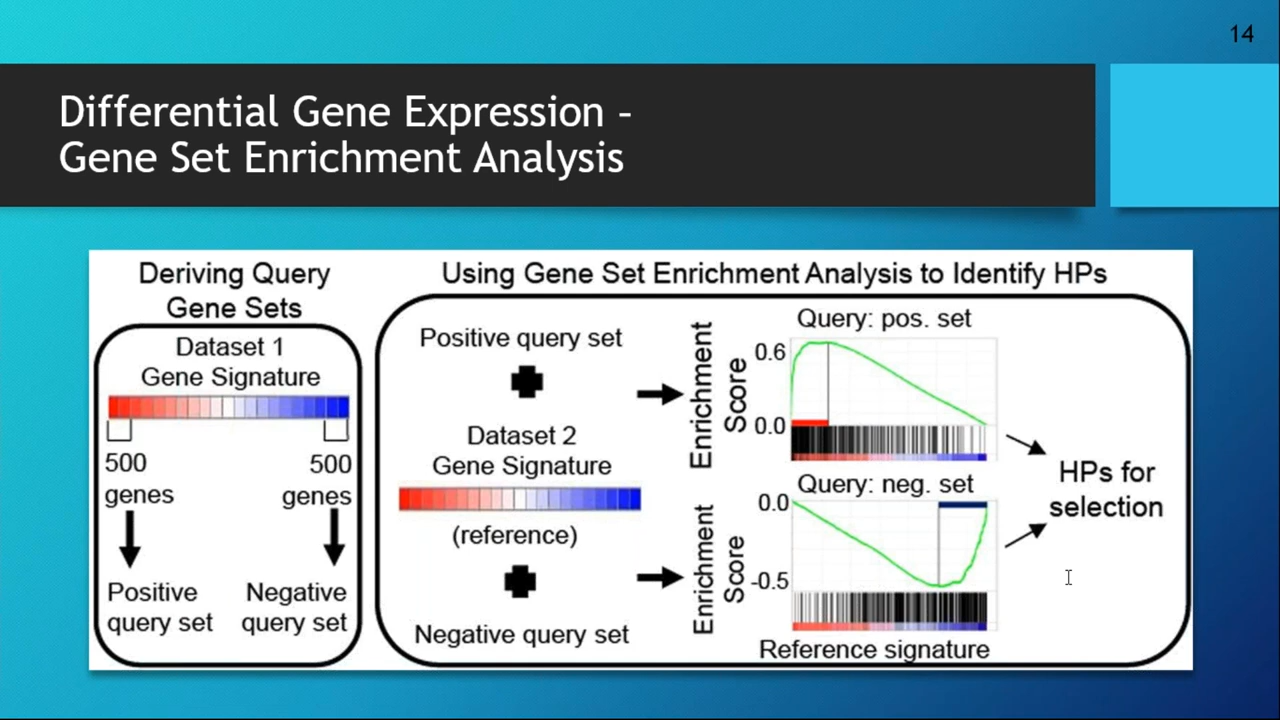 14
Differential Gene Expression –
Gene Set Enrichment Analysis
Deriving Query
Gene Sets
Dataset 1
Gene Signature
500
genes
500
genes
Positive
query set
Negative
query set
Using Gene Set Enrichment Analysis to Identify HPs
Positive query set
Dataset 2
Gene Signature
(reference)
Negative query set
Query: pos. set
Enrichment
Score
0.6
0.0
Query: neg. set
Enrichment
Score
0.0
-0.5
Reference signature
HPs for
selection